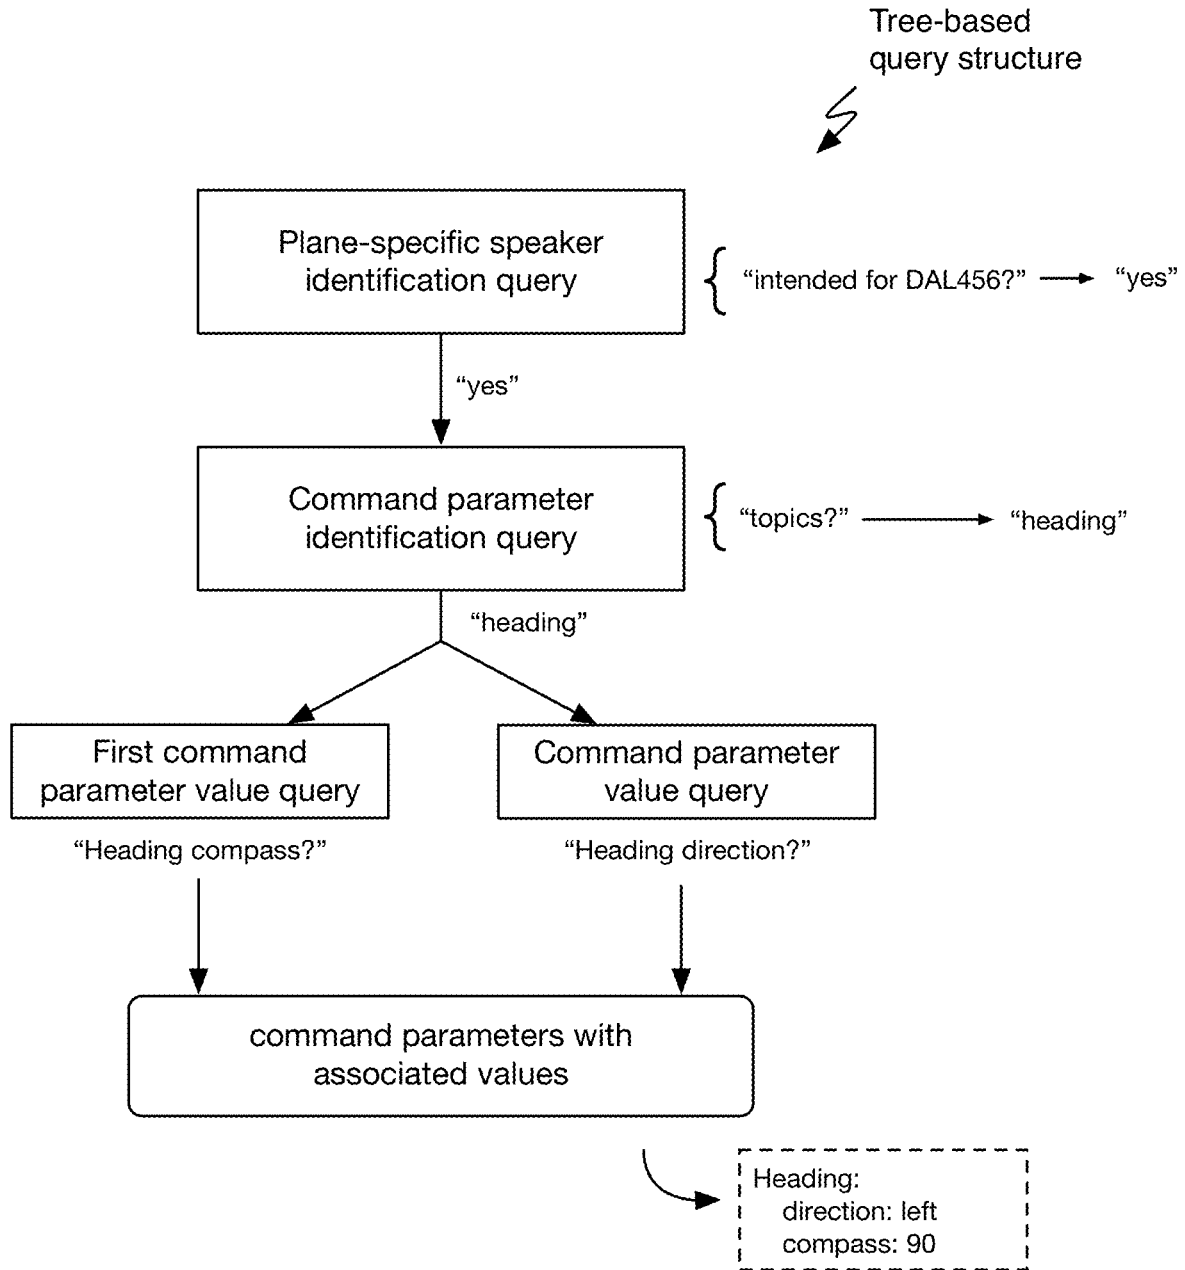 Tree-based
query structure
Plane-specific speaker
identification query
“intended for DAL456?”
“yes”
“yes”
Command parameter
identification query
“topics?”
“heading”
“heading”
First command
parameter value query
Command parameter
value query
“Heading compass?”
“Heading direction?”
command parameters with
associated values
Heading:
direction: left
compass: 90